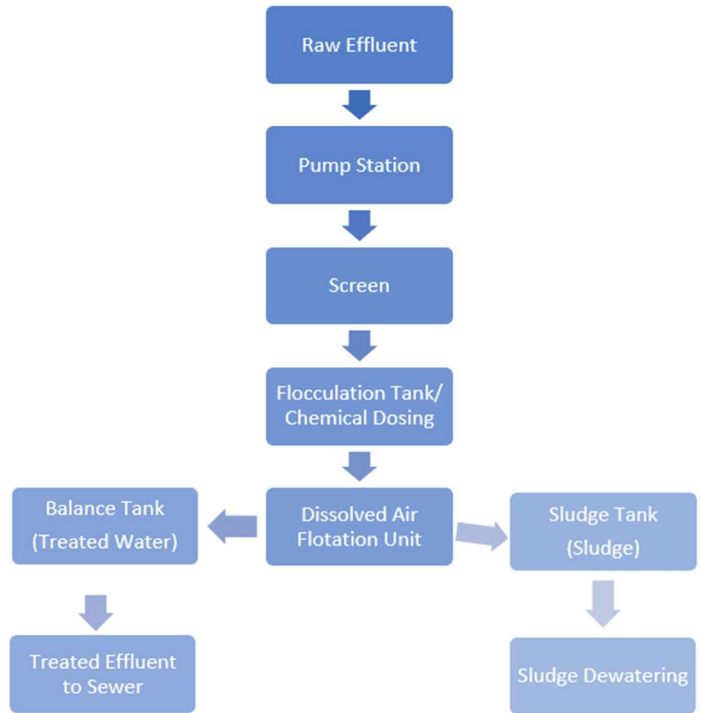 Raw Effluent
Pump Station
Screen
Flocculation Tank/
Chemical Dosing
Dissolved Air
Flotation Unit
Balance Tank
(Treated Water)
Treated Effluent
to Sewer
Sludge Tank
(Sludge)
Sludge Dewatering